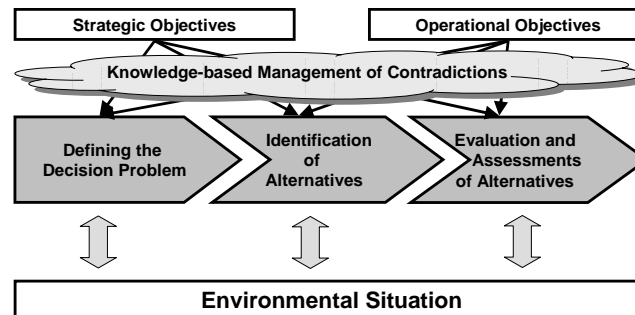 Strategic Objectives
Operational Objectives
Knowledge-based Management of Contradictions
Defining the
Decision Problem
Identification
of
Alternatives
Evaluation and
Assessments
of Alternatives
Environmental Situation